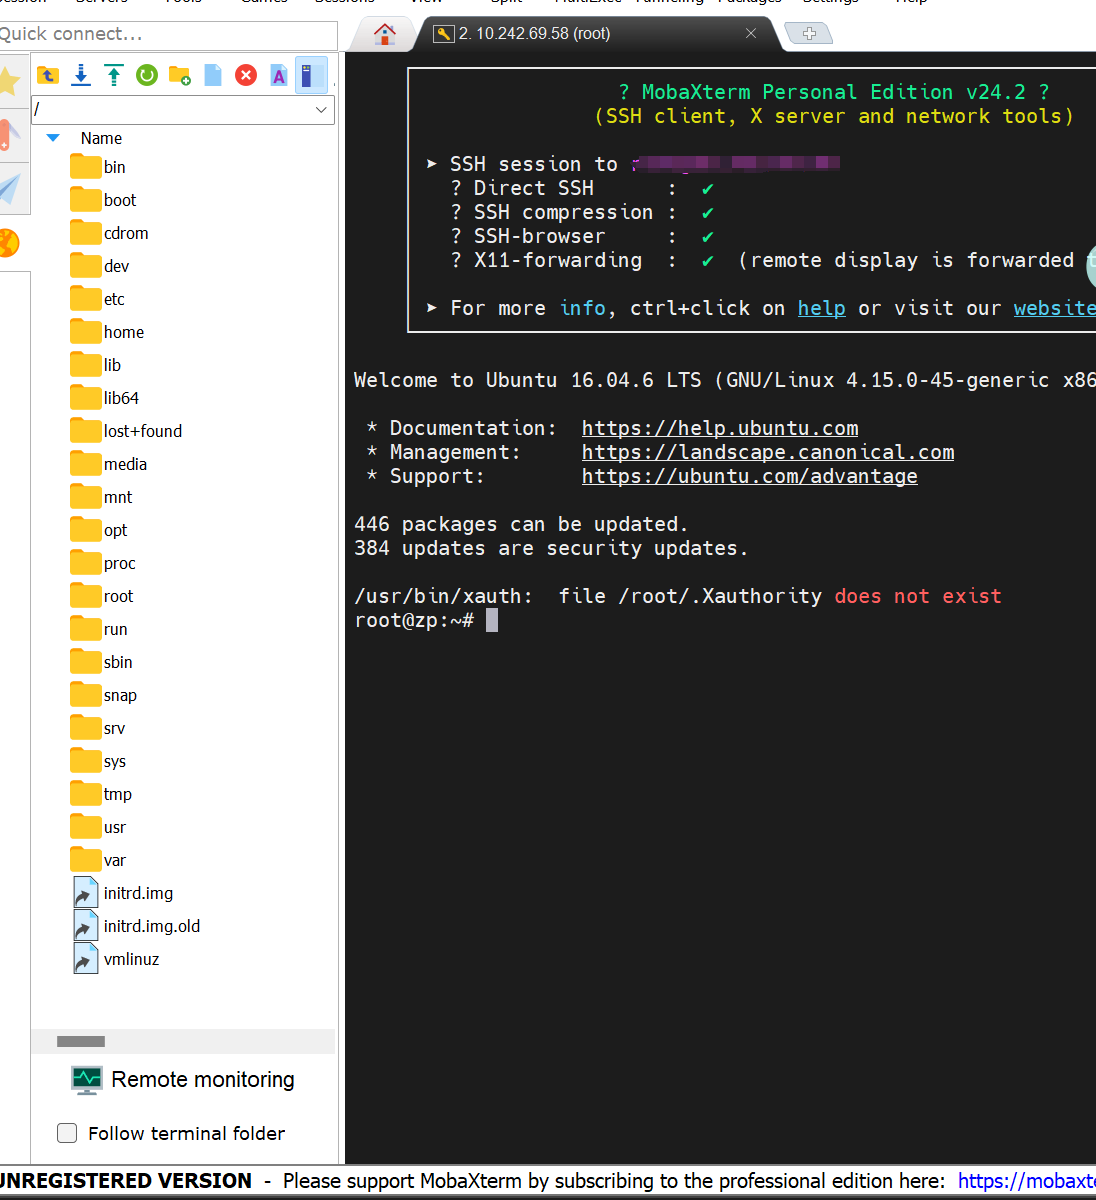 Quick connect...
2. 10.242.69.58 (root)
/
Name
bin
boot
cdrom
dev
etc
home
lib
lib64
lost+found
media
mnt
opt
proc
root
run
sbin
snap
srv
sys
tmp
usr
var
initrd.img
initrd.img.old
vmlinuz
Remote monitoring
Follow terminal folder
? MobaXterm Personal Edition v24.2 ?
(SSH client, X server and network tools)
➤ SSH session to
? Direct SSH : ✔
? SSH compression : ✔
? SSH-browser : ✔
? X11-forwarding : ✔ (remote display is forwarded
➤ For more info, ctrl+click on help or visit our website
Welcome to Ubuntu 16.04.6 LTS (GNU/Linux 4.15.0-45-generic x86
* Documentation: https://help.ubuntu.com
* Management: https://landscape.canonical.com
* Support: https://ubuntu.com/advantage
446 packages can be updated.
384 updates are security updates.
/usr/bin/xauth: file /root/.Xauthority does not exist
root@zp:~#
UNREGISTERED VERSION - Please support MobaXterm by subscribing to the professional edition here: https://mobaxte